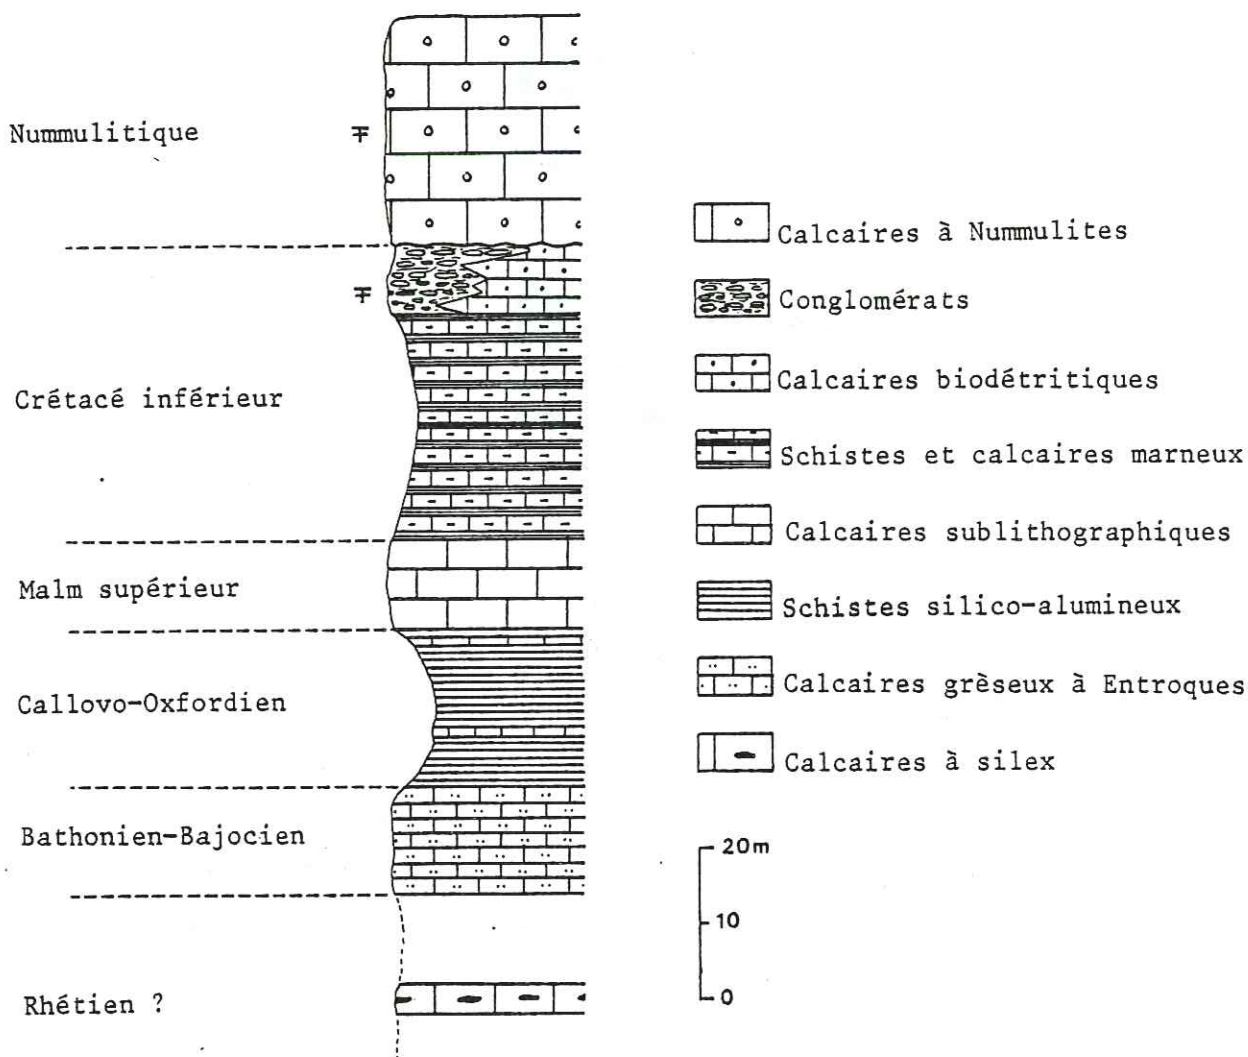 Nummulitique
Crétacé inférieur
Malm supérieur
Callovo-Oxfordien
Bathonien-Bajocien
Rhétien ?
Calcaires à Nummulites
Conglomérats
Calcaires biodétritiques
Schistes et calcaires marneux
Calcaires sublithographiques
Schistes silico-alumineux
Calcaires grèseux à Entroques
Calcaires à silex
20m
10
0